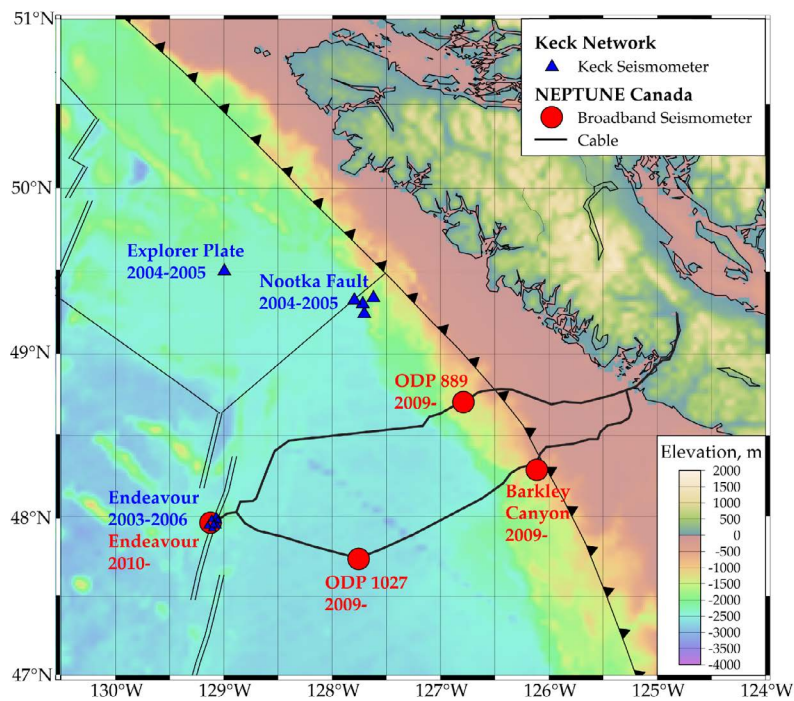 51°N
50°N
49°N
48°N
47°N
130°W
129°W
128°W
127°W
126°W
125°W
124°W
Keck Network
Keck Seismometer
NEPTUNE Canada
Broadband Seismometer
Cable
Explorer Plate
2004-2005
Nootka Fault
2004-2005
ODP 889
2009-
Endeavour
2003-2006
Endeavour
2010-
Barkley
Canyon
2009-
ODP 1027
2009-
Elevation, m
2000
1500
1000
500
0
-500
-1000
-1500
-2000
-2500
-3000
-3500
-4000